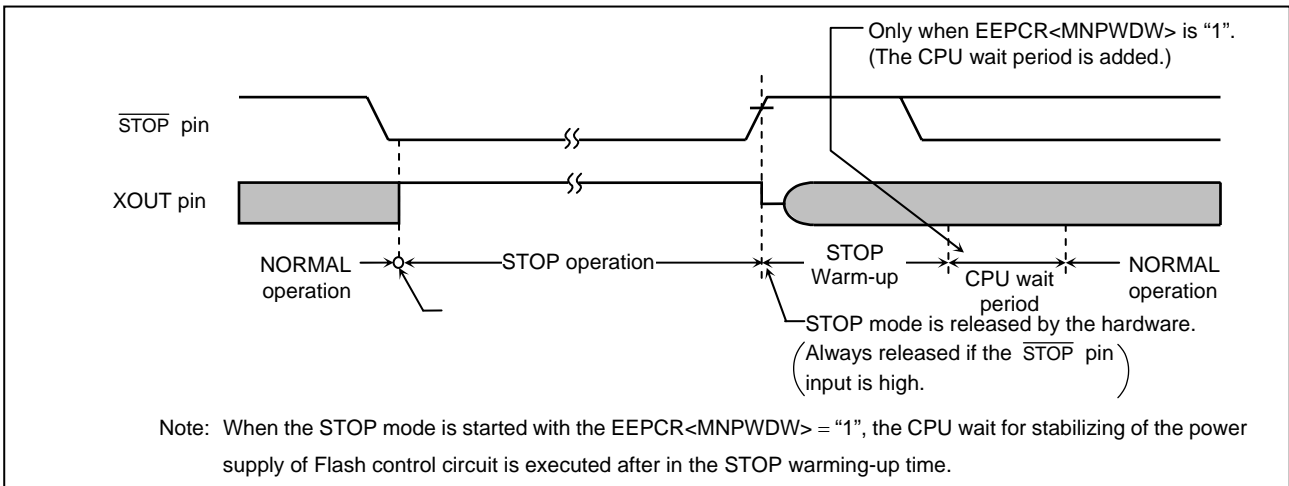 Only when EEPCR<MNPWDW> is “1”.
(The CPU wait period is added.)
STOP pin
XOUT pin
NORMAL
operation
STOP operation
STOP
Warm-up
CPU wait
period
NORMAL
operation
STOP mode is released by the hardware.
(Always released if the STOP pin
input is high.)
Note: When the STOP mode is started with the EEPCR<MNPWDW> = “1”, the CPU wait for stabilizing of the power
supply of Flash control circuit is executed after in the STOP warming-up time.